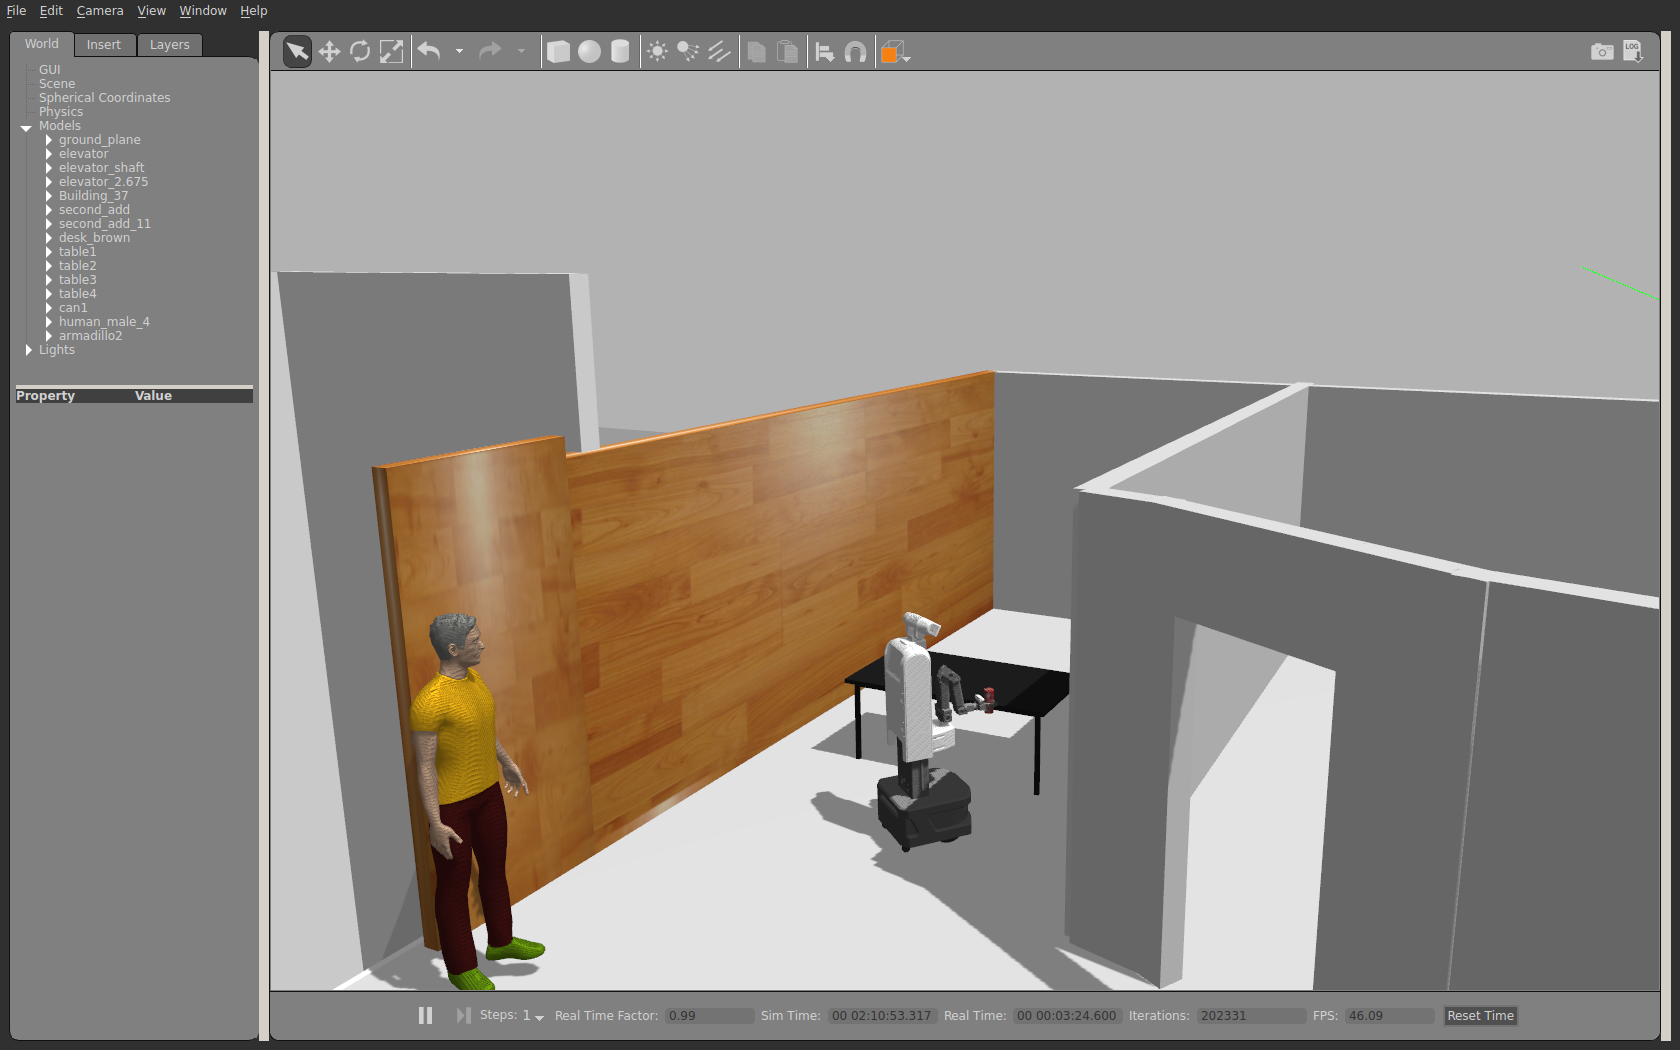 File Edit Camera View Window Help
World Insert Layers
GUI
Scene
Spherical Coordinates
Physics
Models
ground_plane
elevator
elevator_shaft
elevator_2.675
Building_37
second_add
second_add_11
desk_brown
table1
table2
table3
table4
can1
human_male_4
armadillo2
Lights
Property Value
LOG
Steps: 1 Real Time Factor: 0.99 Sim Time: 00 02:10:53.317 Real Time: 00 00:03:24.600 Iterations: 202331 FPS: 46.09 Reset Time